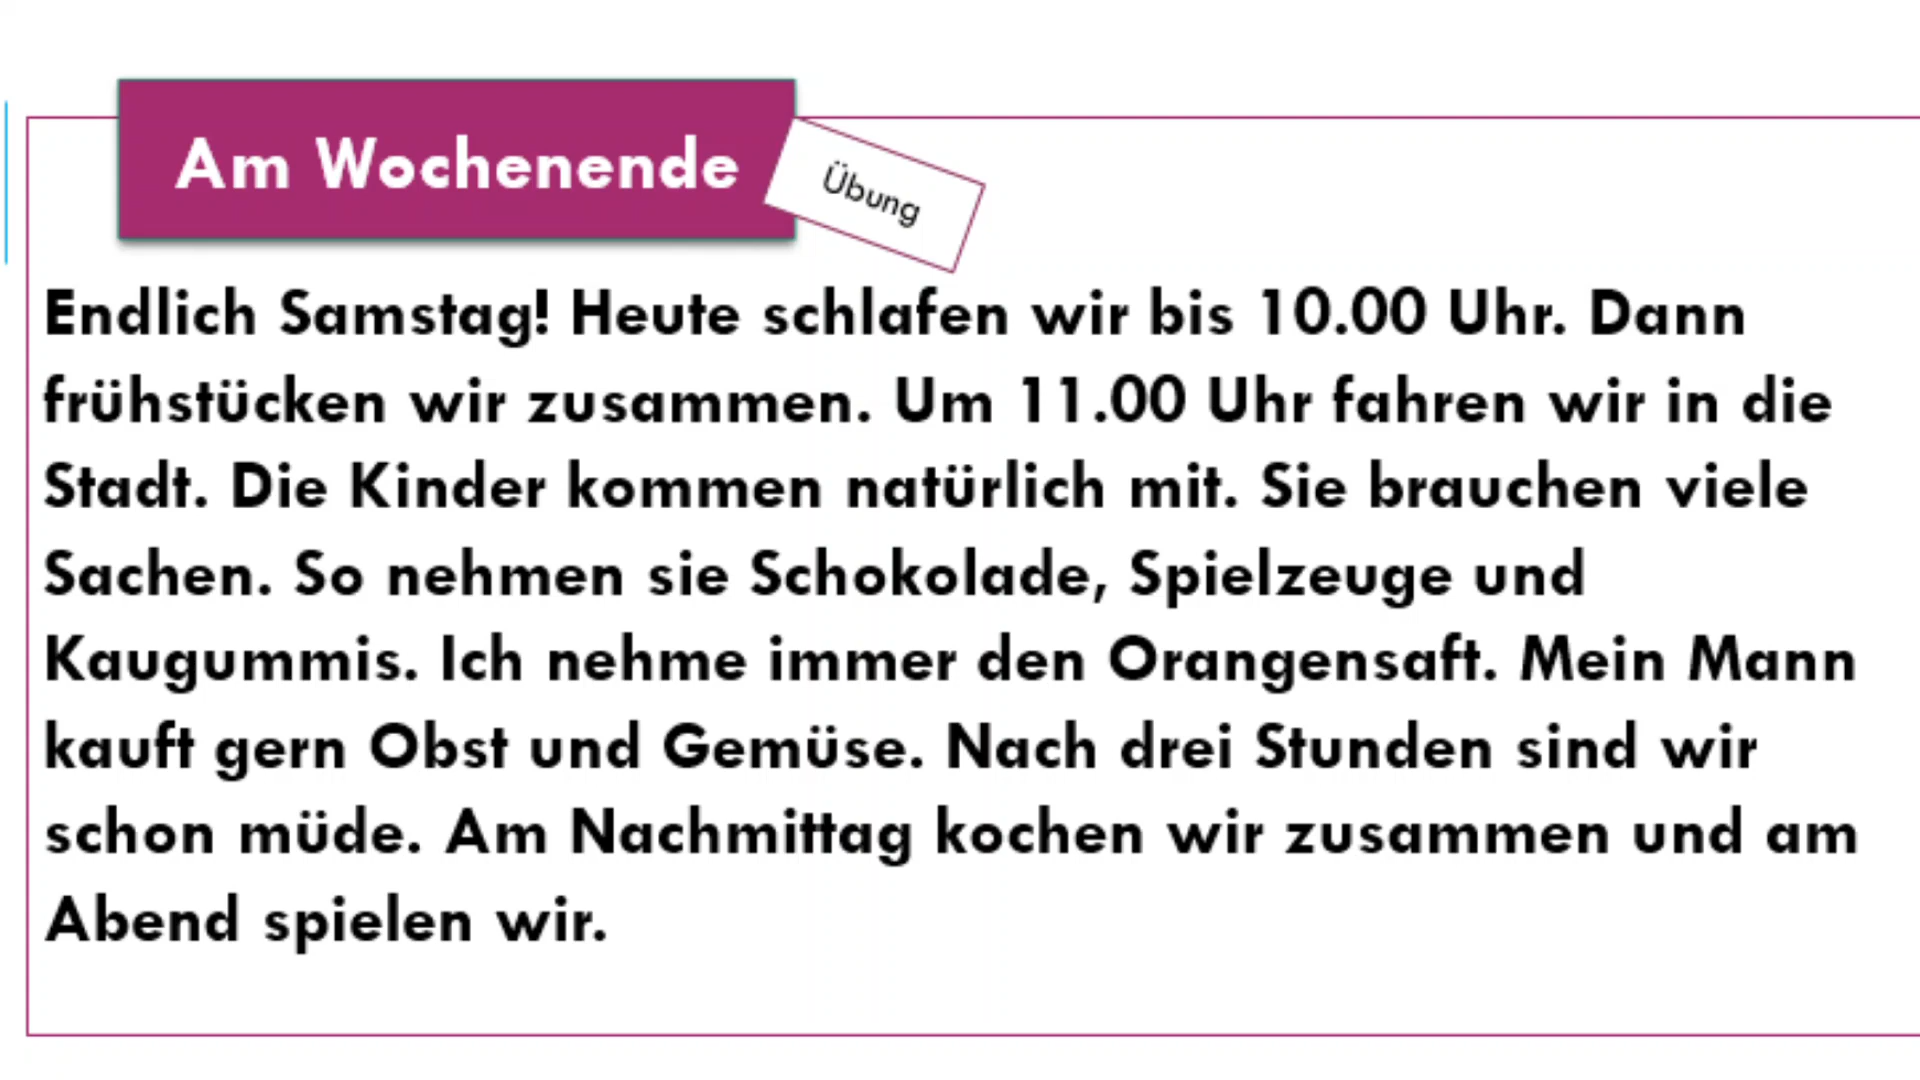 Am Wochenende
Übung
Endlich Samstag! Heute schlafen wir bis 10.00 Uhr. Dann
frühstücken wir zusammen. Um 11.00 Uhr fahren wir in die
Stadt. Die Kinder kommen natürlich mit. Sie brauchen viele
Sachen. So nehmen sie Schokolade, Spielzeuge und
Kaugummis. Ich nehme immer den Orangensaft. Mein Mann
kauft gern Obst und Gemüse. Nach drei Stunden sind wir
schon müde. Am Nachmittag kochen wir zusammen und am
Abend spielen wir.